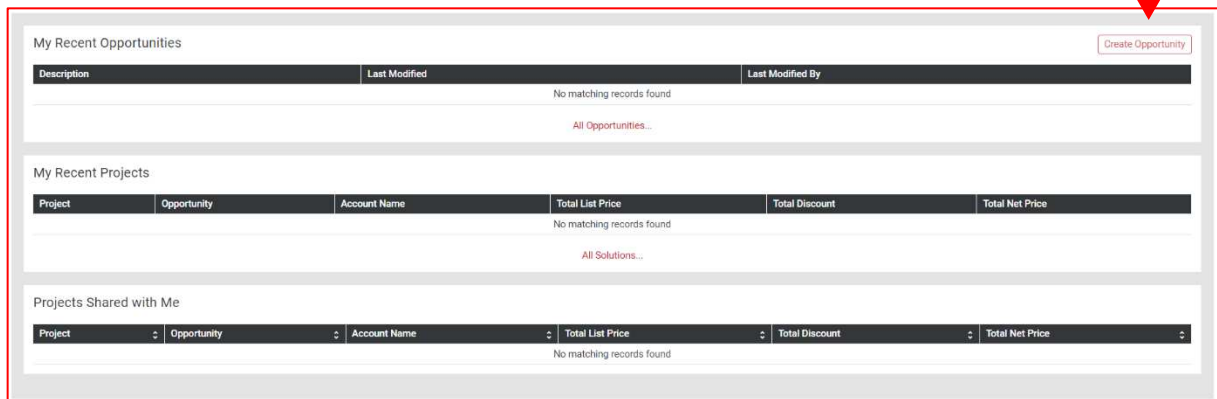 My Recent Opportunities
Create Opportunity
Description Last Modified Last Modified By
No matching records found
All Opportunities...
My Recent Projects
Project Opportunity Account Name Total List Price Total Discount Total Net Price
No matching records found
All Solutions...
Projects Shared with Me
Project Opportunity Account Name Total List Price Total Discount Total Net Price
No matching records found